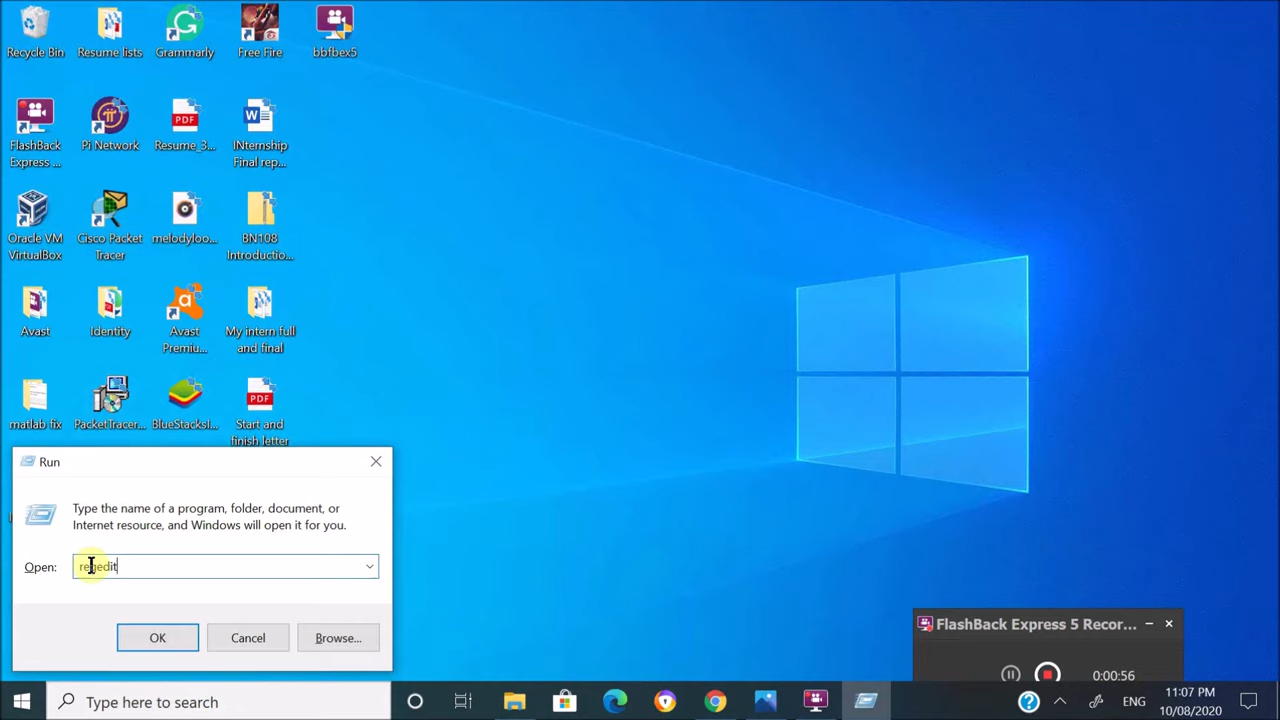 Recycle Bin
Resume lists
Grammarly
Free Fire
bbfbex5
FlashBack
Express ...
Pi Network
PDF
Resume_3...
INternship
Final rep...
Oracle VM
VirtualBox
Cisco Packet
Tracer
melodyloo...
BN108
Introductio...
Avast
Identity
Avast
Premiu...
My intern full
and final
matlab fix
PacketTracer...
BlueStacksI...
PDF
Start and
finish letter
Run
Type the name of a program, folder, document, or
Internet resource, and Windows will open it for you.
Open:
regedit
OK
Cancel
Browse...
FlashBack Express 5 Recor...
0:00:56
Type here to search
ENG
11:07 PM
10/08/2020